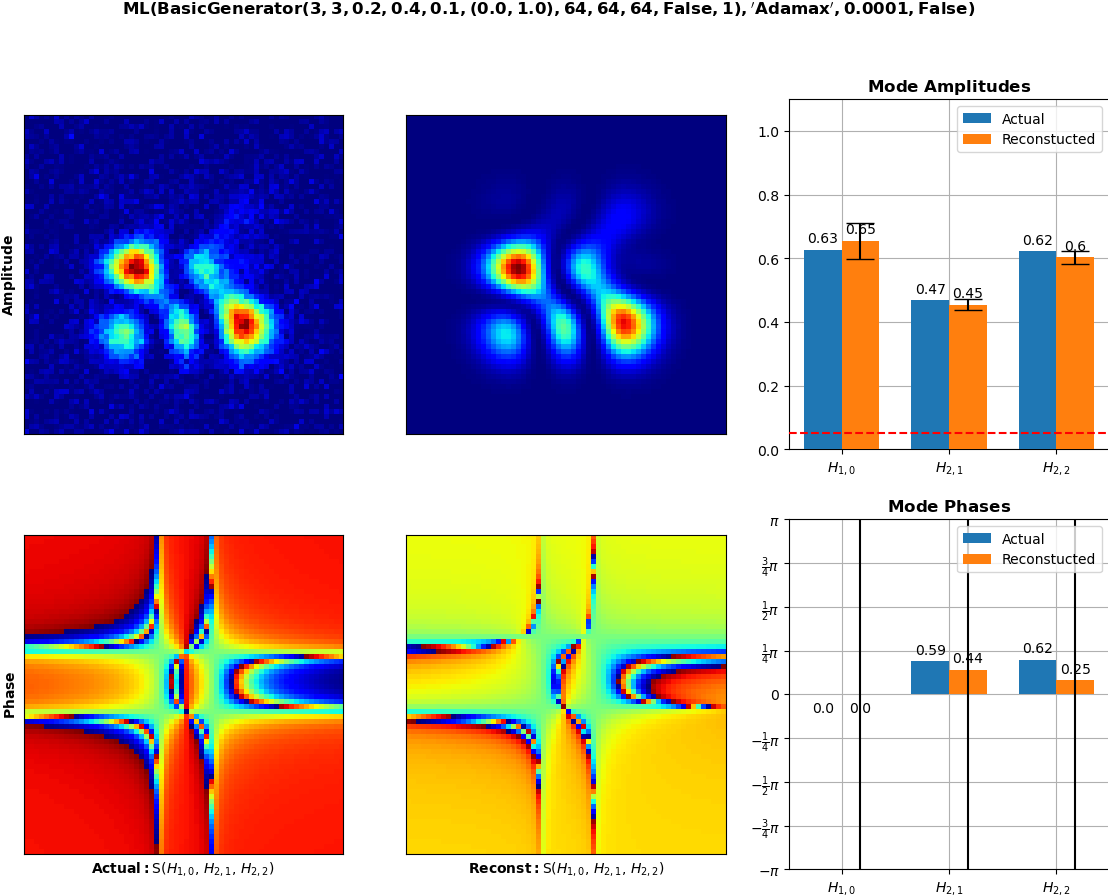 ML(BasicGenerator(3, 3, 0.2, 0.4, 0.1, (0.0, 1.0), 64, 64, 64, False, 1), ′Adamax′, 0.0001, False)
Amplitude
Mode Amplitudes
Actual
Reconstucted
1.0
0.8
0.6
0.4
0.2
0.0
0.63
0.65
0.47
0.45
0.62
0.6
H1,0
H2,1
H2,2
Phase
Actual: S(H1,0, H2,1, H2,2)
Reconst: S(H1,0, H2,1, H2,2)
Mode Phases
Actual
Reconstucted
π
3/4π
1/2π
1/4π
0
−1/4π
−1/2π
−3/4π
−π
0.0
0.0
0.59
0.44
0.62
0.25
H1,0
H2,1
H2,2